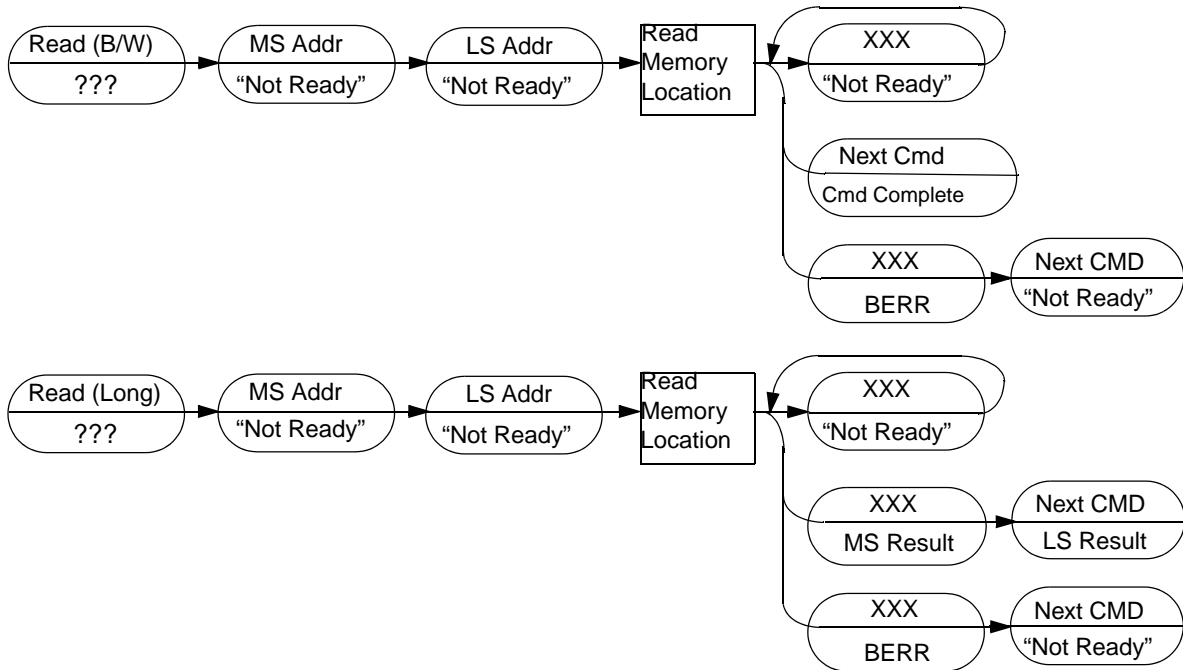 Read (B/W)
???
MS Addr
“Not Ready”
LS Addr
“Not Ready”
Read
Memory
Location
XXX
“Not Ready”
Next Cmd
Cmd Complete
XXX
BERR
Next CMD
“Not Ready”
Read (Long)
???
MS Addr
“Not Ready”
LS Addr
“Not Ready”
Read
Memory
Location
XXX
“Not Ready”
XXX
MS Result
Next CMD
LS Result
XXX
BERR
Next CMD
“Not Ready”